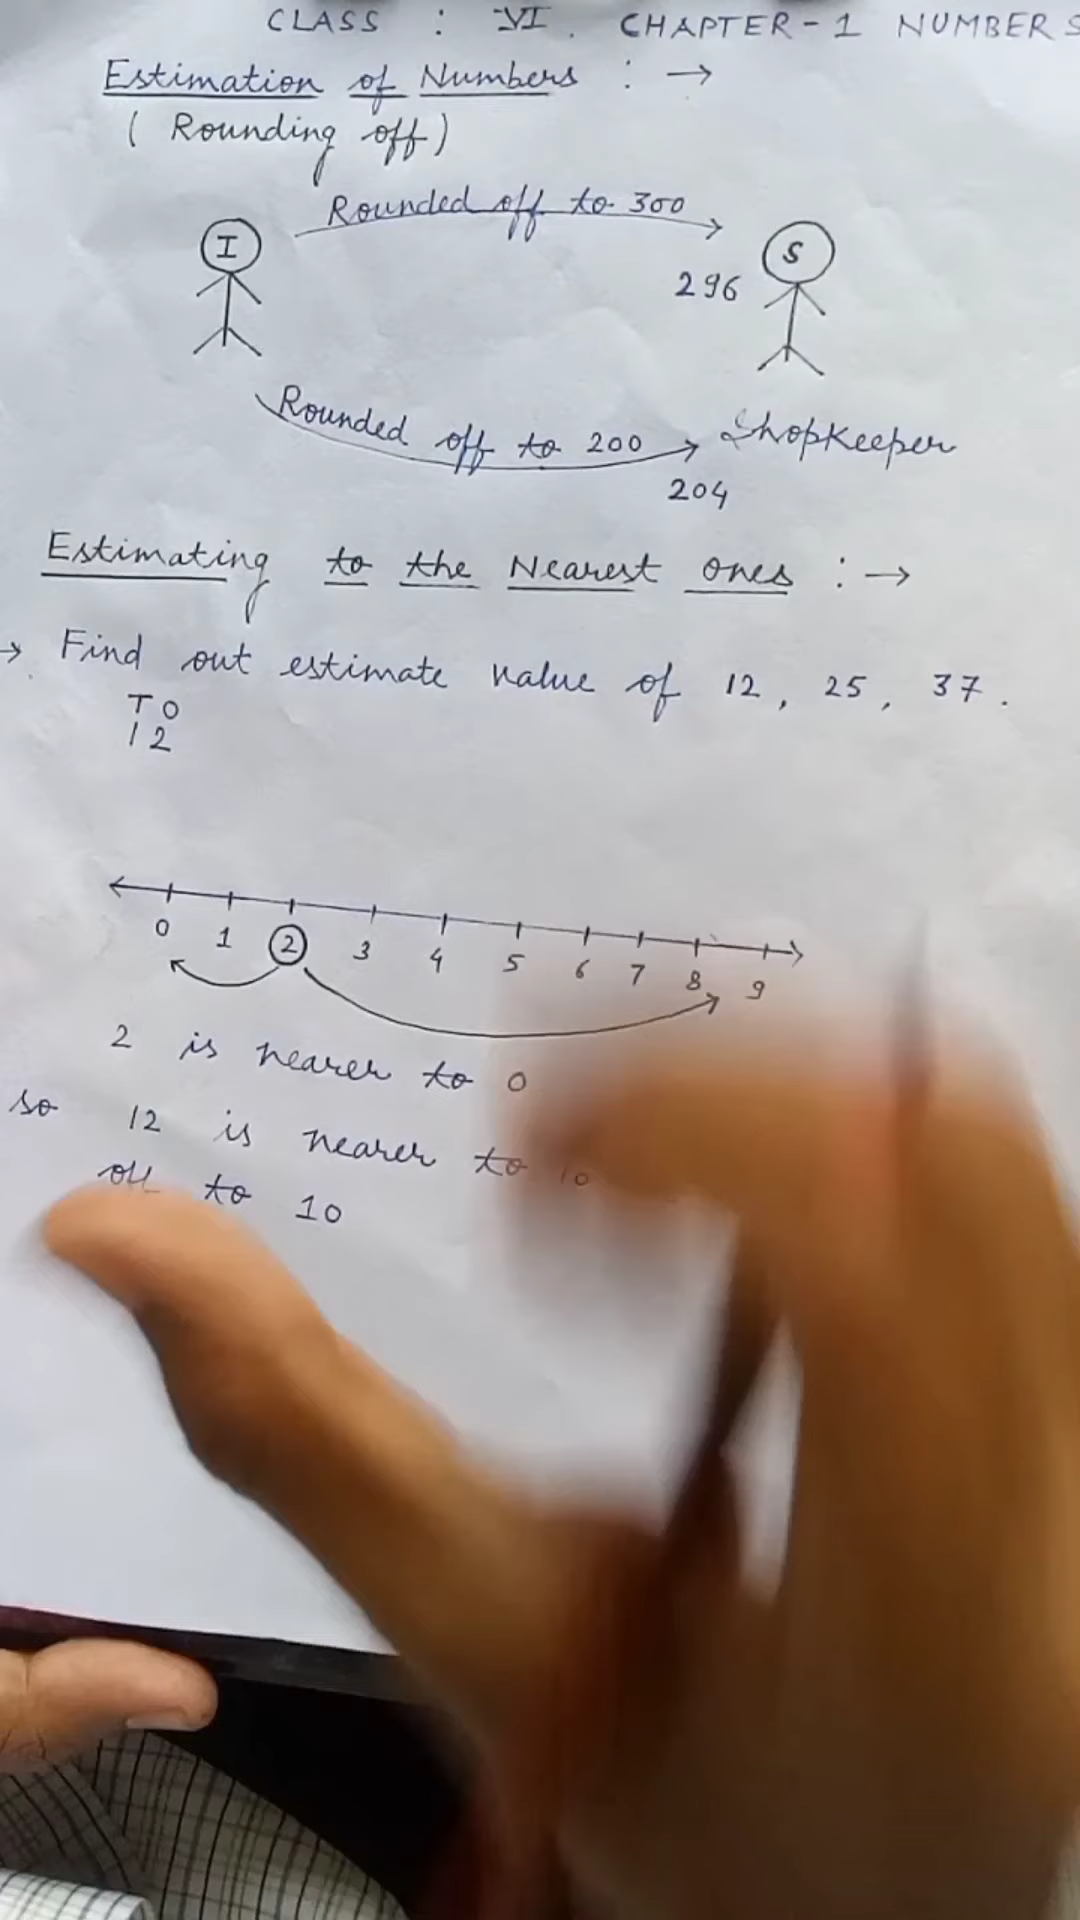 CLASS : VI. CHAPTER-1 NUMBERS
Estimation of Numbers : →
( Rounding off)
Rounded off to 300
I
S
296
Rounded off to 200
Shopkeeper
204
Estimating to the Nearest ones : →
→ Find out estimate value of 12, 25, 37.
T O
12
0 1 2 3 4 5 6 7 8 9
2 is nearer to 0
so 12 is nearer to 10
off to 10